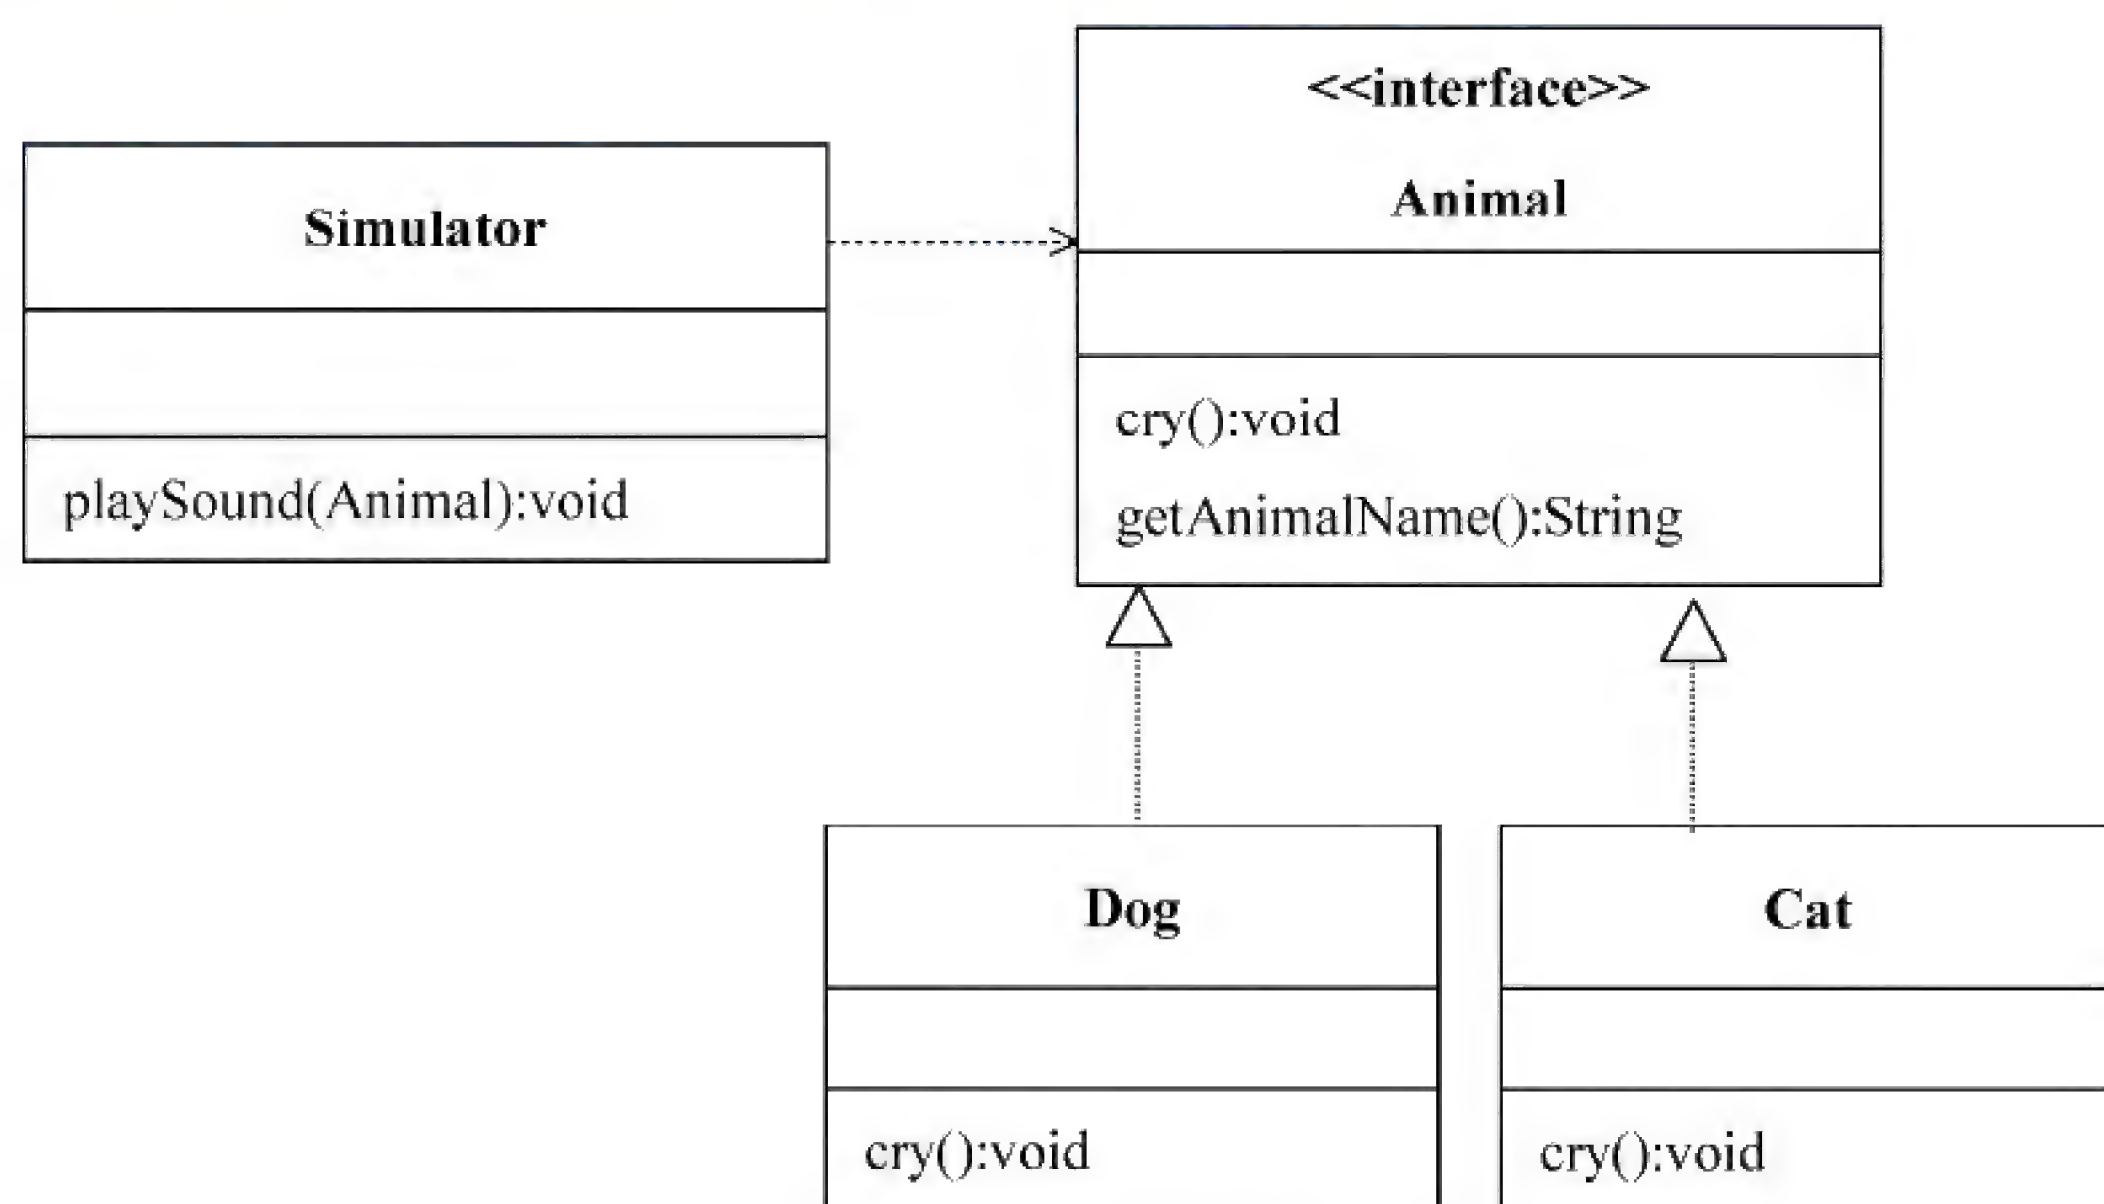 <<interface>>
Animal
cry():void
getAnimalName():String
Simulator
playSound(Animal):void
Dog
cry():void
Cat
cry():void